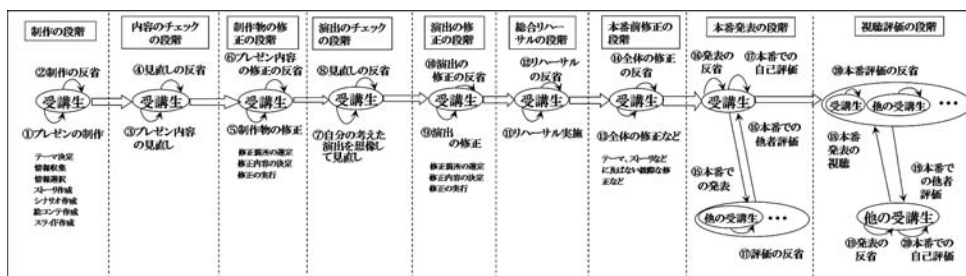 制作の段階
②制作の反省
受講生
①プレゼンの制作
テーマ決定
情報収集
情報選択
ストーリ作成
シナリオ作成
絵コンテ作成
スライド作成
内容のチェック
の段階
④見直しの反省
受講生
③プレゼン内容
の見直し
制作物の修
正の段階
⑥プレゼン内容
の修正の反省
受講生
⑤制作物の修正
修正箇所の選定
修正内容の決定
修正の実行
演出のチェック
の段階
⑧見直しの反省
受講生
⑦自分の考えた
演出を想像し
て見直し
演出の修
正の段階
⑩演出の
修正の反省
受講生
⑨演出
の修正
修正箇所の選定
修正内容の決定
修正の実行
総合リハー
サルの段階
⑫リハーサル
の反省
受講生
⑪リハーサル実施
本番前修正の
段階
⑭全体の修正
の反省
受講生
⑬全体の修正など
テーマ、ストーリなど
に及ばない微細な修
正など
本番発表の段階
⑯発表の
反省
⑰本番での
自己評価
受講生
⑱本番での
他者評価
⑮本番で
の発表
他の受講生
・・・
⑰評価の反省
視聴評価の段階
⑳本番評価の反省
受講生
他の受講生
・・・
⑱本番
発表の
視聴
⑲本番で
の他者
評価
他の受講生
⑲発表の
反省
⑳本番での
自己評価